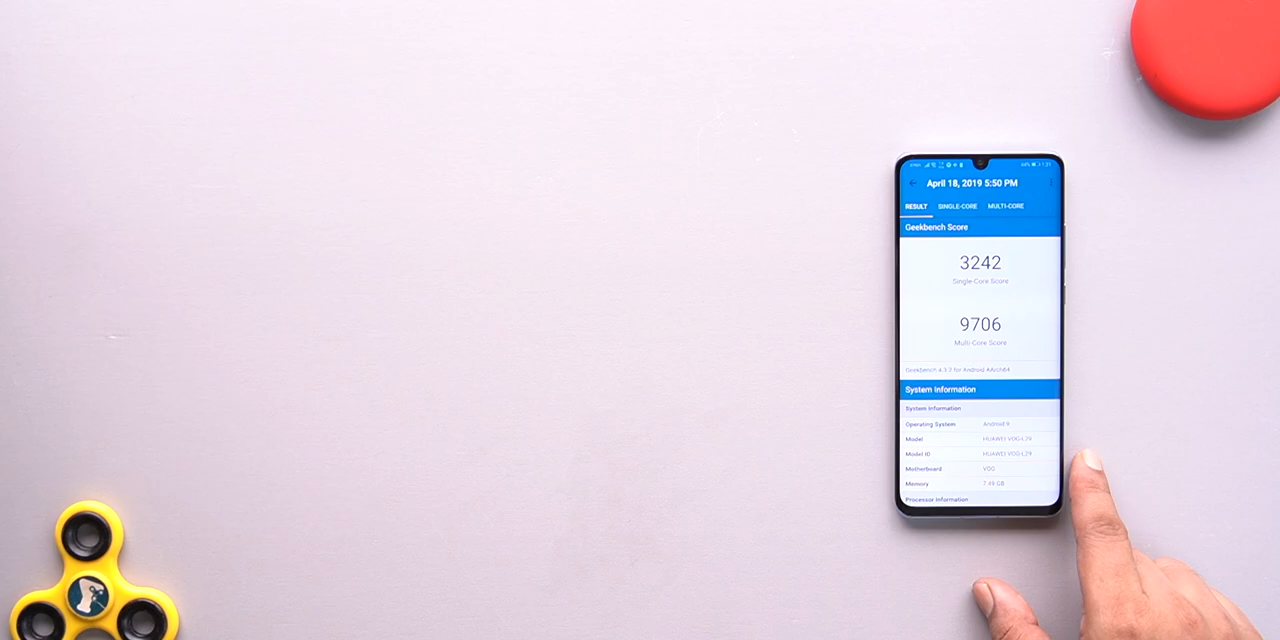 April 18, 2019 5:50 PM
RESULT SINGLE-CORE MULTI-CORE
Geekbench Score
3242
Single-Core Score
9706
Multi-Core Score
Geekbench 4.3.3 for Android AArch64
System Information
System Information
Operating System Android 9
Model HUAWEI VOG-L29
Model ID HUAWEI VOG-L29
Motherboard VOG
Memory 7.49 GB
Processor Information